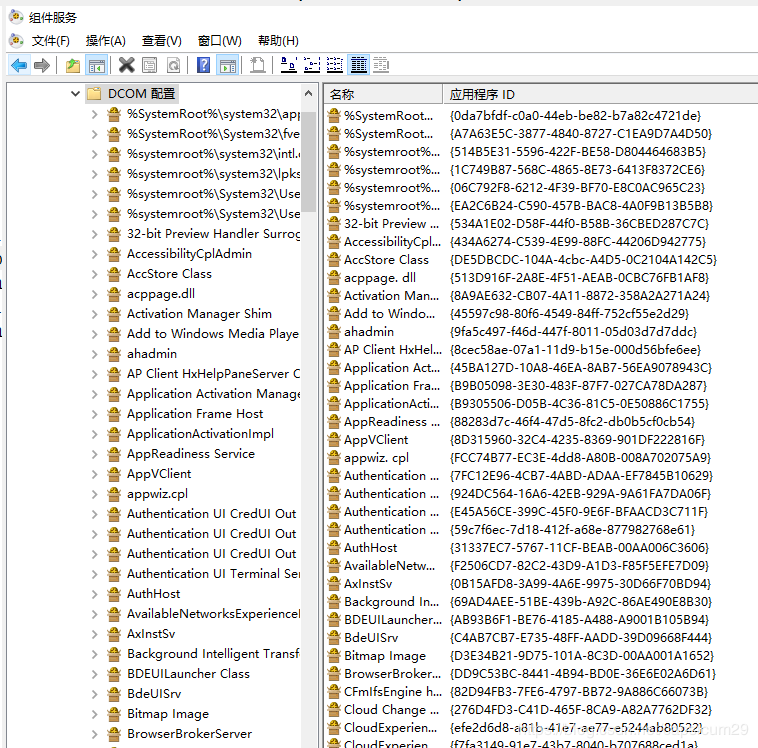 组件服务
文件(F) 操作(A) 查看(V) 窗口(W) 帮助(H)
DCOM 配置
%SystemRoot%\system32\app
%SystemRoot%\System\fve
%systemroot%\system32\intl.c
%systemroot%\system32\lpks
%systemroot%\System32\Use
%systemroot%\System32\Use
32-bit Preview Handler Surrog
AccessibilityCplAdmin
AccStore Class
acppage.dll
Activation Manager Shim
Add to Windows Media Playe
ahadmin
AP Client HxHelpPaneServer C
Application Activation Manage
Application Frame Host
ApplicationActivationImpl
AppReadiness Service
AppVClient
appwiz.cpl
Authentication UI CredUI Out
Authentication UI CredUI Out
Authentication UI CredUI Out
Authentication UI Terminal Ser
AuthHost
AvailableNetworksExperienceF
AxInstSv
Background Intelligent Transf
BDEUILauncher Class
BdeUISrv
Bitmap Image
BrowserBrokerServer
名称 应用程序 ID
%SystemRoot... {0da7bfdf-c0a0-44eb-be82-b7a82c4721de}
%SystemRoot... {A7A63E5C-3877-4840-8727-C1EA9D7A4D50}
%systemroot%... {514B5E31-5596-422F-BE58-D804464683B5}
%systemroot%... {1C749B87-568C-4865-8E73-6413F8372CE6}
%systemroot%... {06C792F8-6212-4F39-BF70-E8C0AC965C23}
%systemroot%... {EA2C6B24-C590-457B-BAC8-4A0F9B13B5B8}
32-bit Preview ... {534A1E02-D58F-44f0-B58B-36CBED287C7C}
AccessibilityCpl... {434A6274-C539-4E99-88FC-44206D942775}
AccStore Class {DE5DBCDC-104A-4cbc-A4D5-0C2104A142C5}
acppage. dll {513D916F-2A8E-4F51-AEAB-0CBC76FB1AF8}
Activation Man... {8A9AE632-CB07-4A11-8872-358A2A271A24}
Add to Windo... {45597c98-80f6-4549-84ff-752cf55e2d29}
ahadmin {9fa5c497-f46d-447f-8011-05d03d7d7ddc}
AP Client HxHel... {8cec58ae-07a1-11d9-b15e-000d56bfe6ee}
Application Act... {45BA127D-10A8-46EA-8AB7-56EA9078943C}
Application Fra... {B9B05098-3E30-483F-87F7-027CA78DA287}
ApplicationActi... {B9305506-D05B-4C36-81C5-0E50886C1755}
AppReadiness ... {88283d7c-46f4-47d5-8fc2-db0b5cf0cb54}
AppVClient {8D315960-32C4-4235-8369-901DF222816F}
appwiz. cpl {FCC74B77-EC3E-4dd8-A80B-008A702075A9}
Authentication ... {7FC12E96-4CB7-4ABD-ADAA-EF7845B10629}
Authentication ... {924DC564-16A6-42EB-929A-9A61FA7DA06F}
Authentication ... {E45A56CE-399C-45F0-9E6F-BFAACD3C711F}
Authentication ... {59c7f6ec-7d18-412f-a68e-877982768e61}
AuthHost {31337EC7-5767-11CF-BEAB-00AA006C3606}
AvailableNetw... {F2506CD7-82C2-43D9-A1D3-F85F5EFE7D09}
AxInstSv {0B15AFD8-3A99-4A6E-9975-30D66F70BD94}
Background In... {69AD4AEE-51BE-439b-A92C-86AE490E8B30}
BDEUILauncher... {AB93B6F1-BE76-4185-A488-A9001B105B94}
BdeUISrv {C4AB7CB7-E735-48FF-AADD-39D09668F444}
Bitmap Image {D3E34B21-9D75-101A-8C3D-00AA001A1652}
BrowserBroker... {DD9C53BC-8441-4B94-BD0E-36E6E02A6D61}
CFmIfsEngine h... {82D94FB3-7FE6-4797-BB72-9A886C66073B}
Cloud Change ... {276D4FD3-C41D-465F-8CA9-A82A7762DF32}
CloudExperien... {efe2d6d8-a81b-41e7-ae77-e5244ab80522}
CloudExperien... {f7fa3149-91e7-43b7-8040-b707688ced1a}